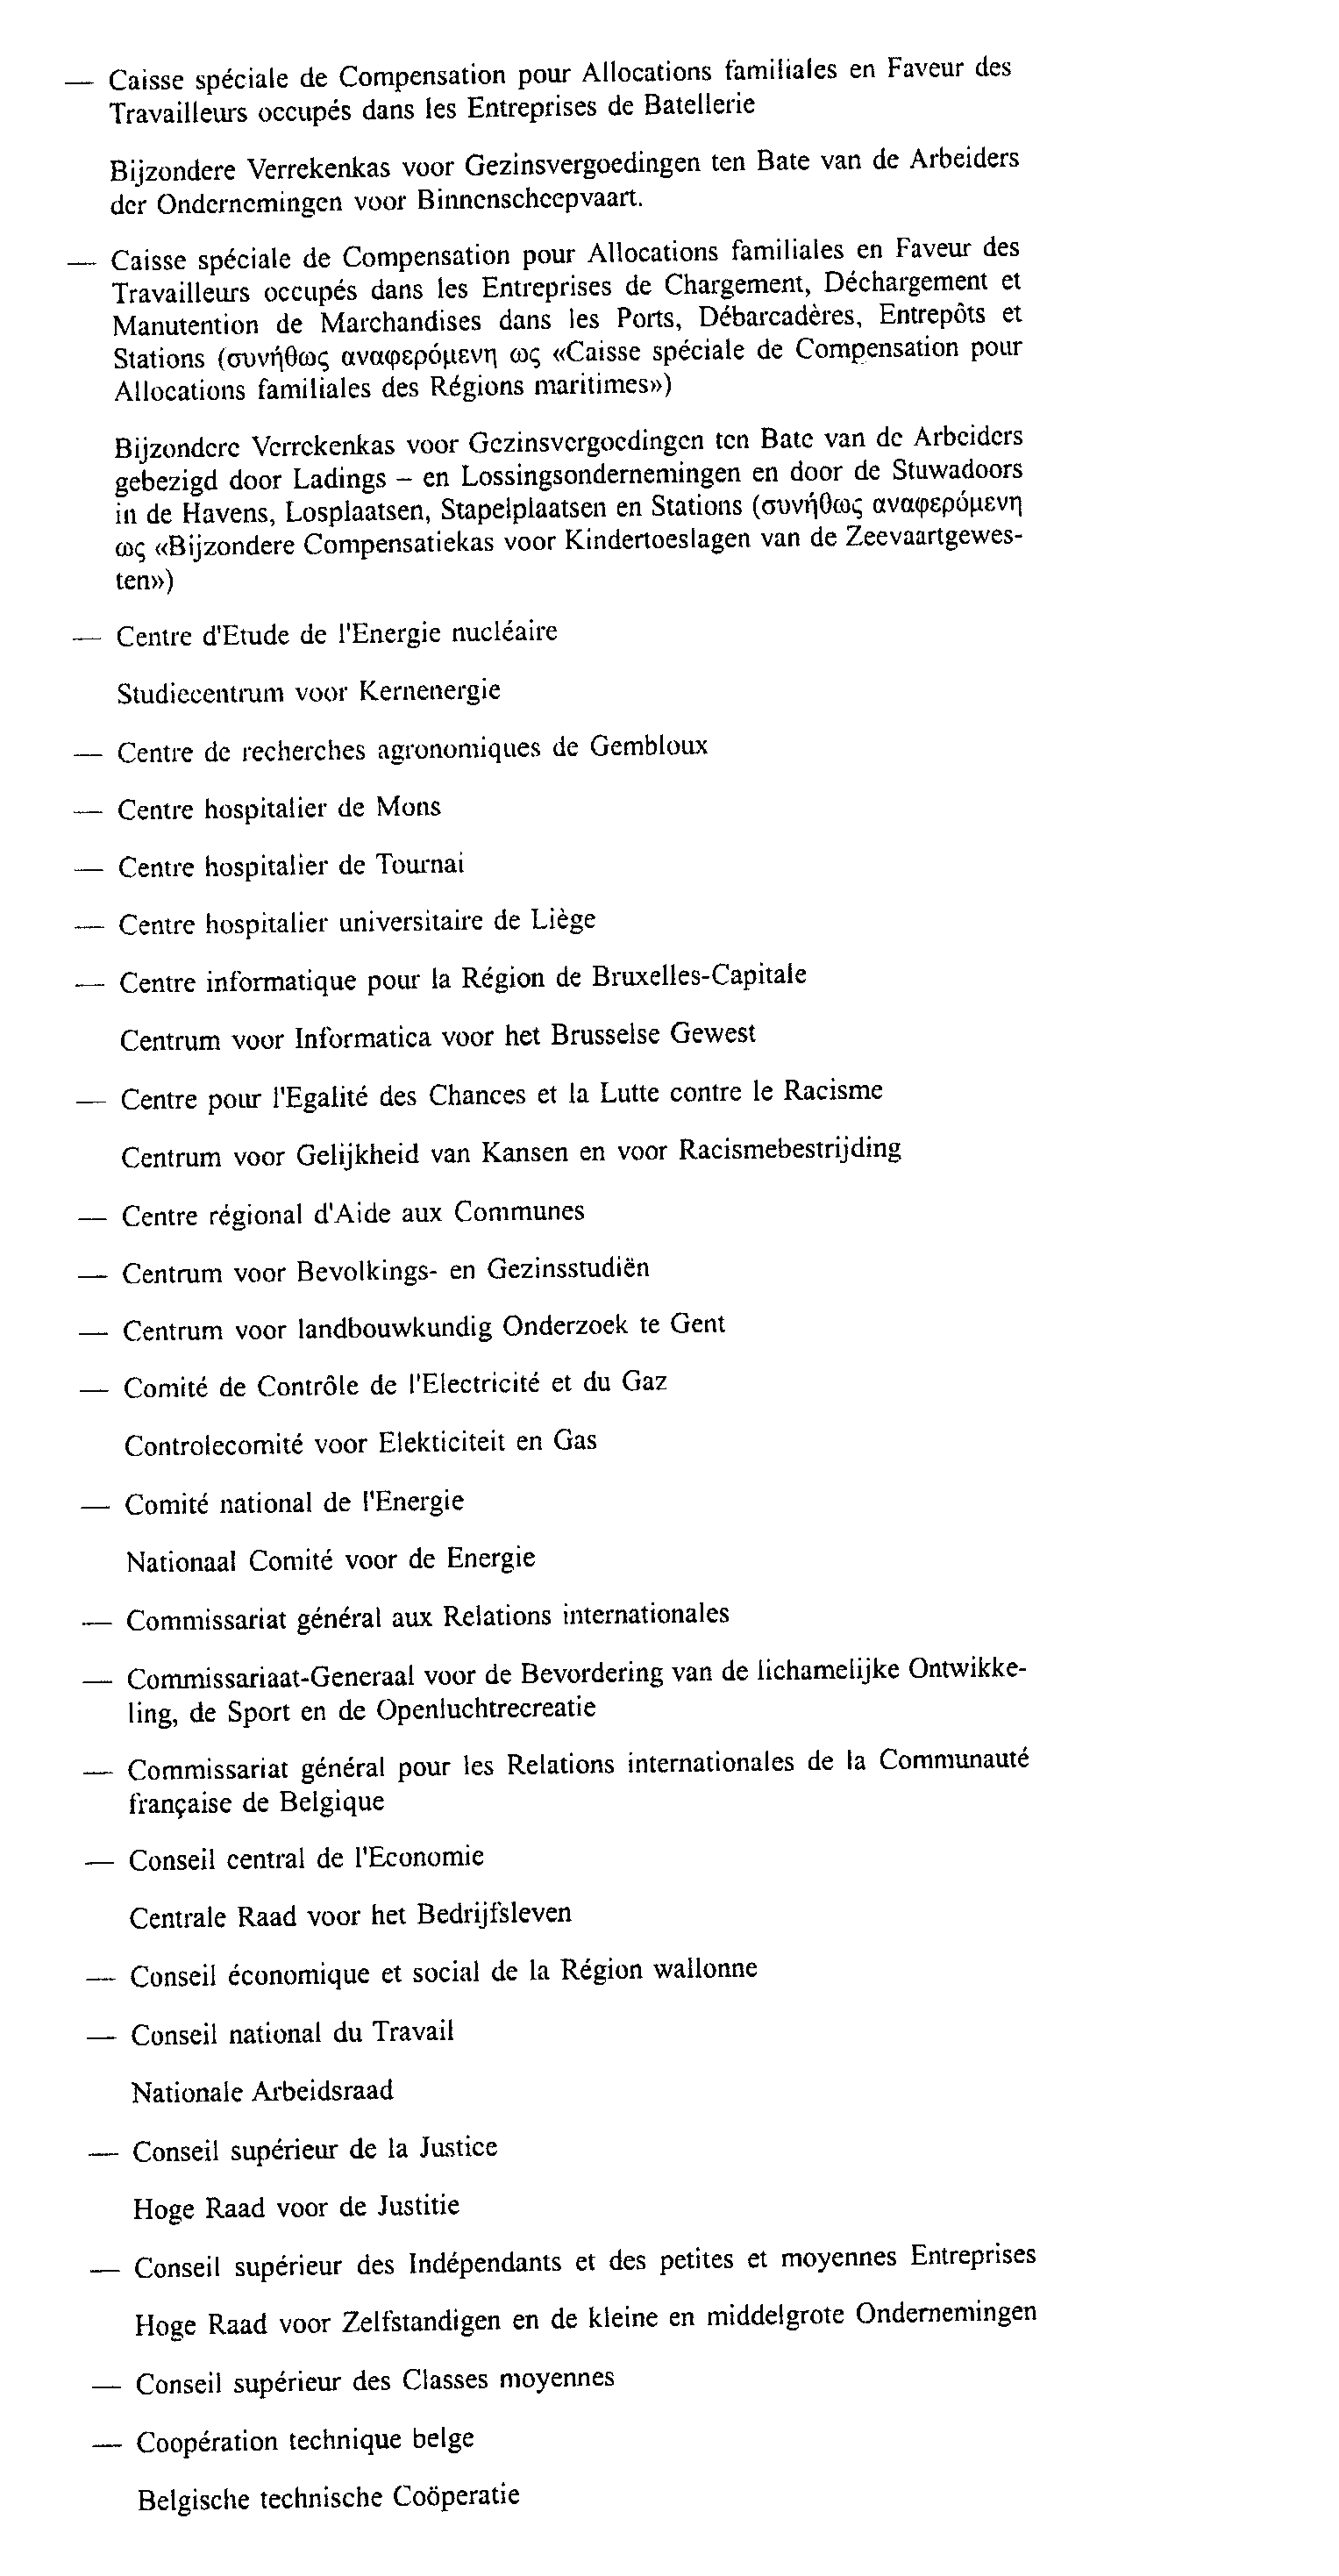 — Caisse spéciale de Compensation pour Allocations familiales en Faveur des
Travailleurs occupés dans les Entreprises de Batellerie
Bijzondere Verrekenkas voor Gezinsvergoedingen ten Bate van de Arbeiders
der Ondernemingen voor Binnenscheepvaart.
— Caisse spéciale de Compensation pour Allocations familiales en Faveur des
Travailleurs occupés dans les Entreprises de Chargement, Déchargement et
Manutention de Marchandises dans les Ports, Débarcadères, Entrepôts et
Stations (συνήθως αναφερόμενη ως «Caisse spéciale de Compensation pour
Allocations familiales des Régions maritimes»)
Bijzondere Verrekenkas voor Gezinsvergoedingen ten Bate van de Arbeiders
gebezigd door Ladings – en Lossingsondernemingen en door de Stuwadoors
in de Havens, Losplaatsen, Stapelplaatsen en Stations (συνήθως αναφερόμενη
ως «Bijzondere Compensatiekas voor Kindertoeslagen van de Zeevaartgewes-
ten»)
— Centre d'Etude de l'Energie nucléaire
Studiecentrum voor Kernenergie
— Centre de recherches agronomiques de Gembloux
— Centre hospitalier de Mons
— Centre hospitalier de Tournai
— Centre hospitalier universitaire de Liège
— Centre informatique pour la Région de Bruxelles-Capitale
Centrum voor Informatica voor het Brusselse Gewest
— Centre pour l'Egalité des Chances et la Lutte contre le Racisme
Centrum voor Gelijkheid van Kansen en voor Racismebestrijding
— Centre régional d'Aide aux Communes
— Centrum voor Bevolkings- en Gezinsstudiën
— Centrum voor landbouwkundig Onderzoek te Gent
— Comité de Contrôle de l'Electricité et du Gaz
Controlecomité voor Elekticiteit en Gas
— Comité national de l'Energie
Nationaal Comité voor de Energie
— Commissariat général aux Relations internationales
— Commissariaat-Generaal voor de Bevordering van de lichamelijke Ontwikke-
ling, de Sport en de Openluchtrecreatie
— Commissariat général pour les Relations internationales de la Communauté
française de Belgique
— Conseil central de l'Economie
Centrale Raad voor het Bedrijfsleven
— Conseil économique et social de la Région wallonne
— Conseil national du Travail
Nationale Arbeidsraad
— Conseil supérieur de la Justice
Hoge Raad voor de Justitie
— Conseil supérieur des Indépendants et des petites et moyennes Entreprises
Hoge Raad voor Zelfstandigen en de kleine en middelgrote Ondernemingen
— Conseil supérieur des Classes moyennes
— Coopération technique belge
Belgische technische Coöperatie